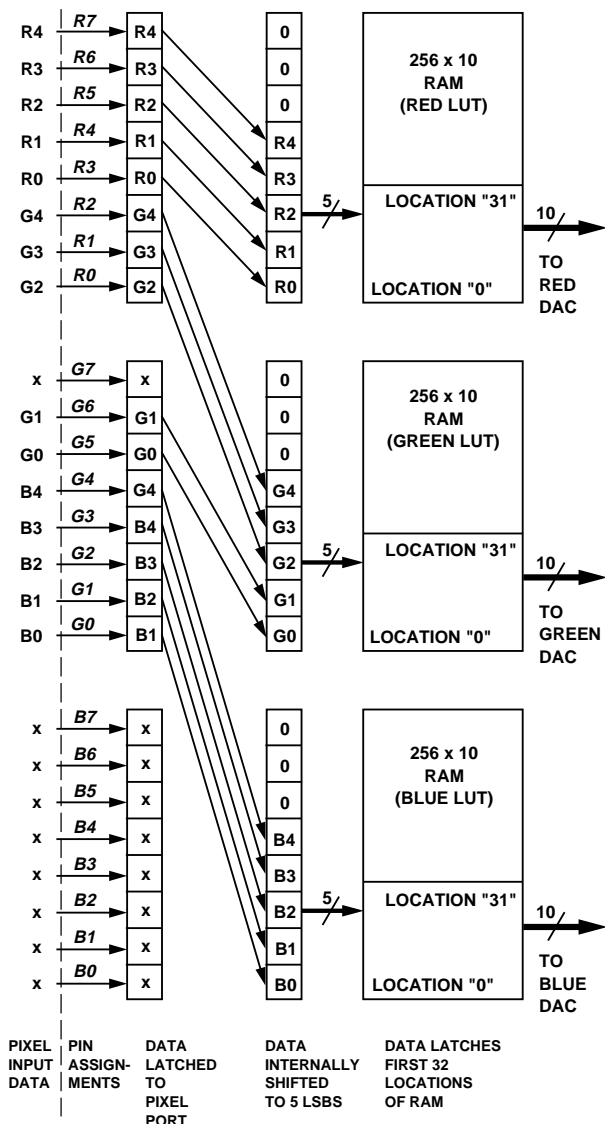 R4 R7 R4 0
R3 R6 R3 0
R2 R5 R2 0
R1 R4 R1 R4
R0 R3 R0 R3
G4 R2 G4 R2 5
G3 R1 G3 R1
G2 R0 G2 R0
256 x 10
RAM
(RED LUT)
LOCATION "31"
LOCATION "0"
10
TO
RED
DAC
x G7 x 0
G1 G6 G1 0
G0 G5 G0 0
B4 G4 G4 G4
B3 G3 B4 G3
B2 G2 B3 G2 5
B1 G1 B2 G1
B0 G0 B1 G0
256 x 10
RAM
(GREEN LUT)
LOCATION "31"
LOCATION "0"
10
TO
GREEN
DAC
x B7 x 0
x B6 x 0
x B5 x 0
x B4 x B4
x B3 x B3
x B2 x B2 5
x B1 x B1
x B0 x B0
256 x 10
RAM
(BLUE LUT)
LOCATION "31"
LOCATION "0"
10
TO
BLUE
DAC
PIXEL
INPUT
DATA
PIN
ASSIGN-
MENTS
DATA
LATCHED
TO
PIXEL
PORT
DATA
INTERNALLY
SHIFTED
TO 5 LSBS
DATA LATCHES
FIRST 32
LOCATIONS
OF RAM